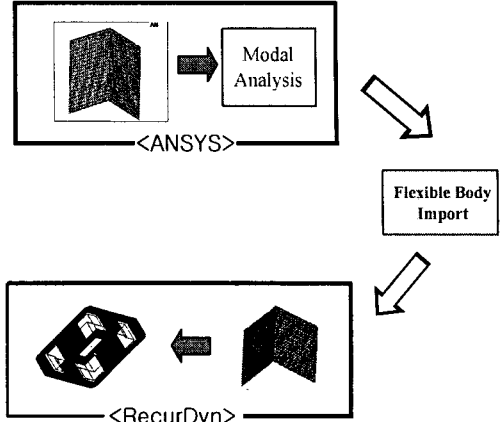 Modal
Analysis
<ANSYS>
Flexible Body
Import
<RecurDyn>